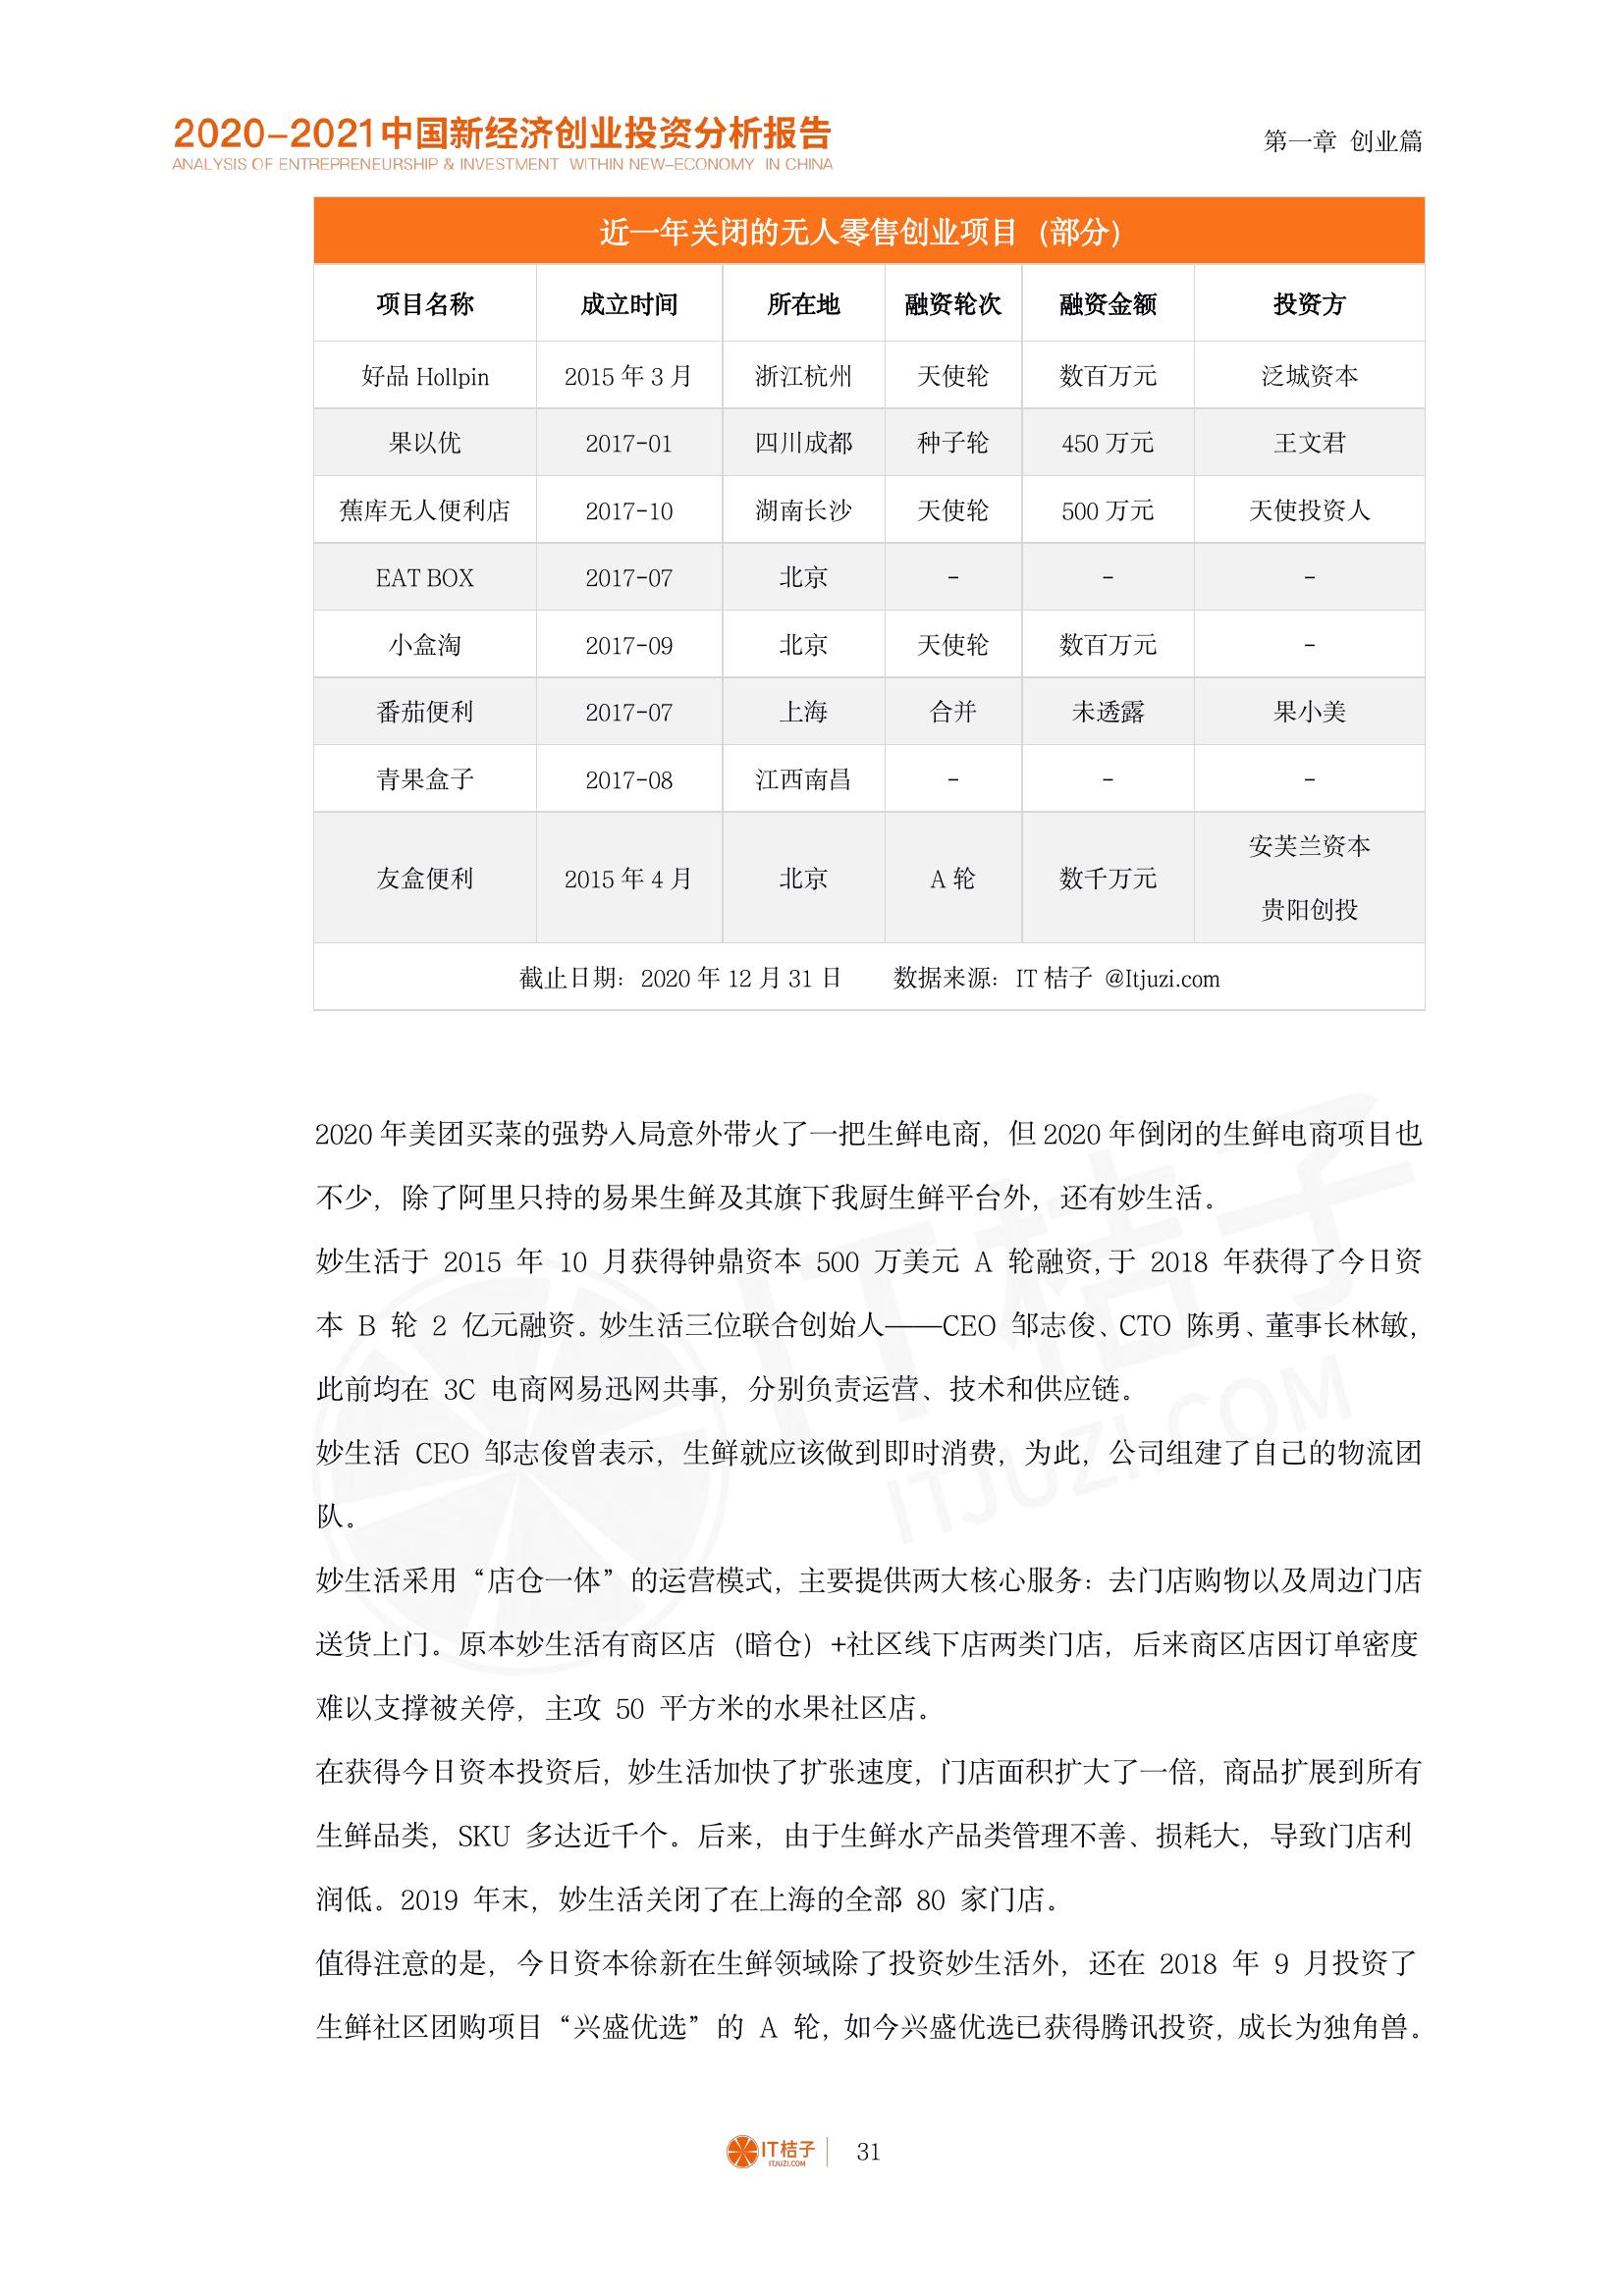 2020-2021中国新经济创业投资分析报告
ANALYSIS OF ENTREPRENEURSHIP & INVESTMENT WITHIN NEW-ECONOMY IN CHINA
第一章 创业篇
近一年关闭的无人零售创业项目（部分）
项目名称 成立时间 所在地 融资轮次 融资金额 投资方
好品 Hollpin 2015 年 3 月 浙江杭州 天使轮 数百万元 泛城资本
果以优 2017-01 四川成都 种子轮 450 万元 王文君
蕉库无人便利店 2017-10 湖南长沙 天使轮 500 万元 天使投资人
EAT BOX 2017-07 北京 - - -
小盒淘 2017-09 北京 天使轮 数百万元 -
番茄便利 2017-07 上海 合并 未透露 果小美
青果盒子 2017-08 江西南昌 - - -
友盒便利 2015 年 4 月 北京 A 轮 数千万元 安芙兰资本
贵阳创投
截止日期：2020 年 12 月 31 日 数据来源：IT 桔子 @Itjuzi.com
2020 年美团买菜的强势入局意外带火了一把生鲜电商，但 2020 年倒闭的生鲜电商项目也
不少，除了阿里只持的易果生鲜及其旗下我厨生鲜平台外，还有妙生活。
妙生活于 2015 年 10 月获得钟鼎资本 500 万美元 A 轮融资，于 2018 年获得了今日资
本 B 轮 2 亿元融资。妙生活三位联合创始人——CEO 邹志俊、CTO 陈勇、董事长林敏，
此前均在 3C 电商网易迅网共事，分别负责运营、技术和供应链。
妙生活 CEO 邹志俊曾表示，生鲜就应该做到即时消费，为此，公司组建了自己的物流团
队。
妙生活采用“店仓一体”的运营模式，主要提供两大核心服务：去门店购物以及周边门店
送货上门。原本妙生活有商区店（暗仓）+社区线下店两类门店，后来商区店因订单密度
难以支撑被关停，主攻 50 平方米的水果社区店。
在获得今日资本投资后，妙生活加快了扩张速度，门店面积扩大了一倍，商品扩展到所有
生鲜品类，SKU 多达近千个。后来，由于生鲜水产品类管理不善、损耗大，导致门店利
润低。2019 年末，妙生活关闭了在上海的全部 80 家门店。
值得注意的是，今日资本徐新在生鲜领域除了投资妙生活外，还在 2018 年 9 月投资了
生鲜社区团购项目“兴盛优选”的 A 轮，如今兴盛优选已获得腾讯投资，成长为独角兽。
IT桔子
ITJUZI.COM
IT桔子
ITJUZI.COM
31